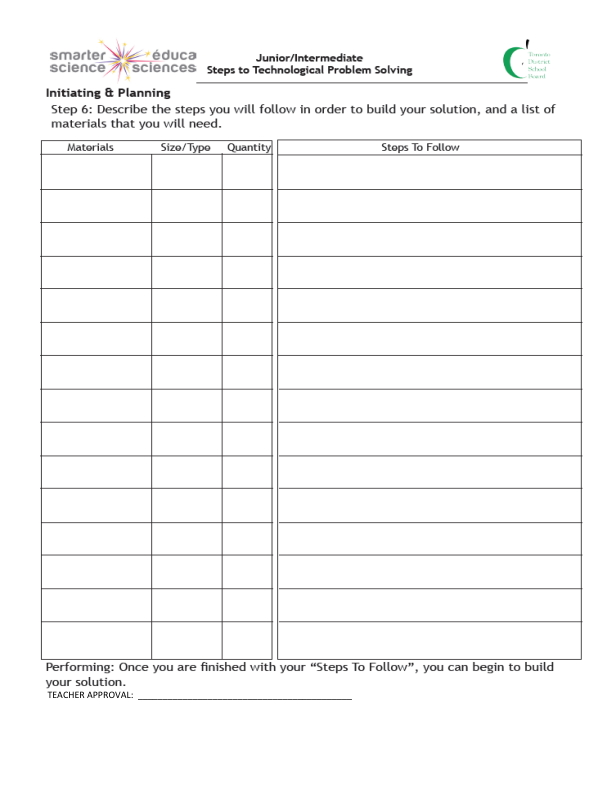 smarter éduca
science sciences
Junior/Intermediate
Steps to Technological Problem Solving
Toronto
District
School
Board
Initiating & Planning
Step 6: Describe the steps you will follow in order to build your solution, and a list of
materials that you will need.
Materials Size/Type Quantity Steps To Follow
Performing: Once you are finished with your “Steps To Follow”, you can begin to build
your solution.
TEACHER APPROVAL: ___________________________________________